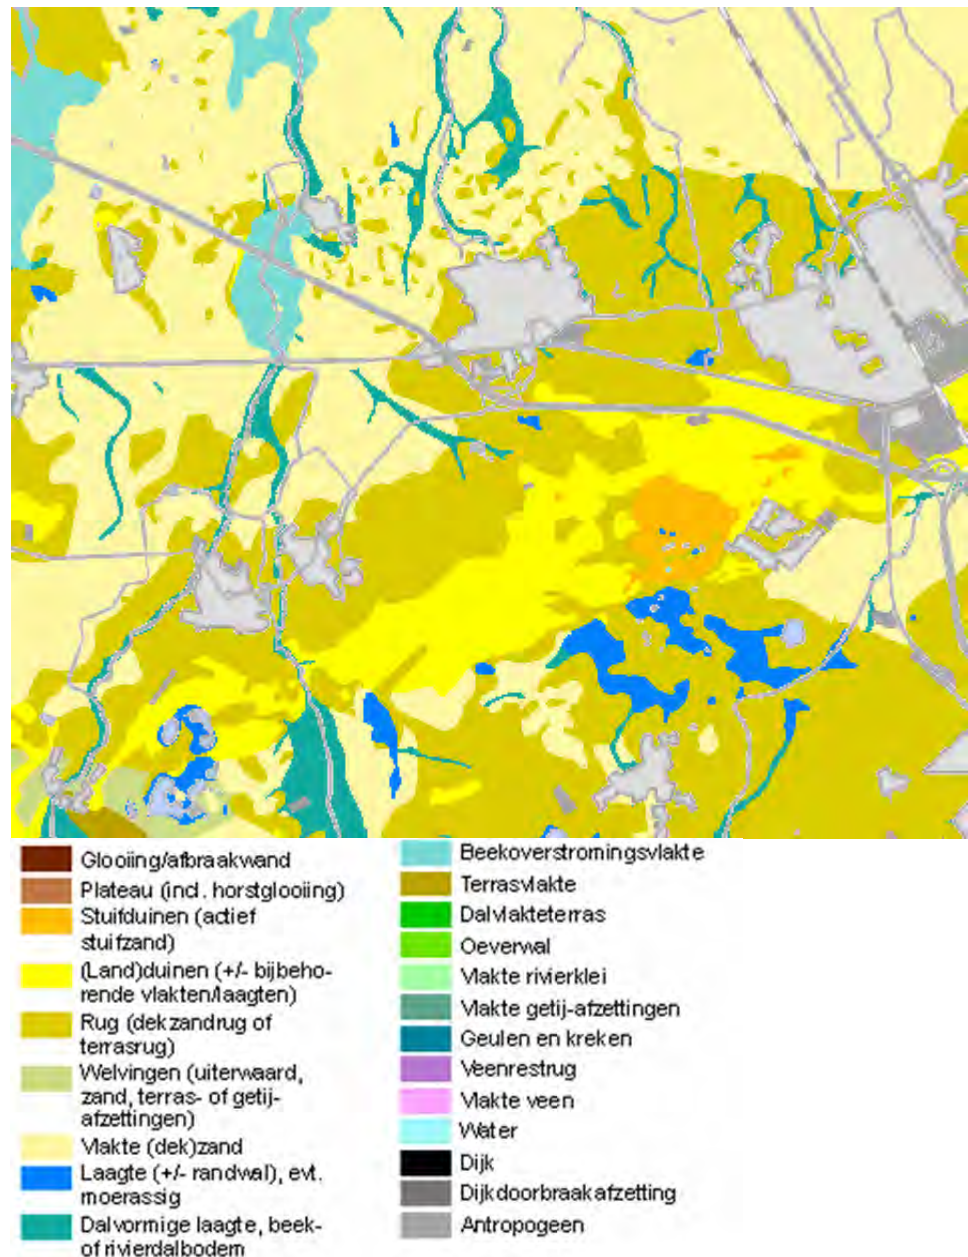 Glooiing/afbraakwand
Plateau (incl. horstglooiing)
Stuifduinen (actief
stuifzand)
(Land)duinen (+/- bijbeho-
rende vlakten/laagten)
Rug (dekzandrug of
terrasrug)
Welvingen (uiterwaard,
zand, terras- of getij-
afzettingen)
Vlakte (dek)zand
Laagte (+/- randwal), evt.
moerassig
Dalvormige laagte, beek-
of rivierdalbodem
Beekoverstromingsvlakte
Terrasvlakte
Dalvlakteterras
Oeverwal
Vlakte rivierklei
Vlakte getij-afzettingen
Geulen en kreken
Veenrestrug
Vlakte veen
Water
Dijk
Dijkdoorbraakafzetting
Antropogeen